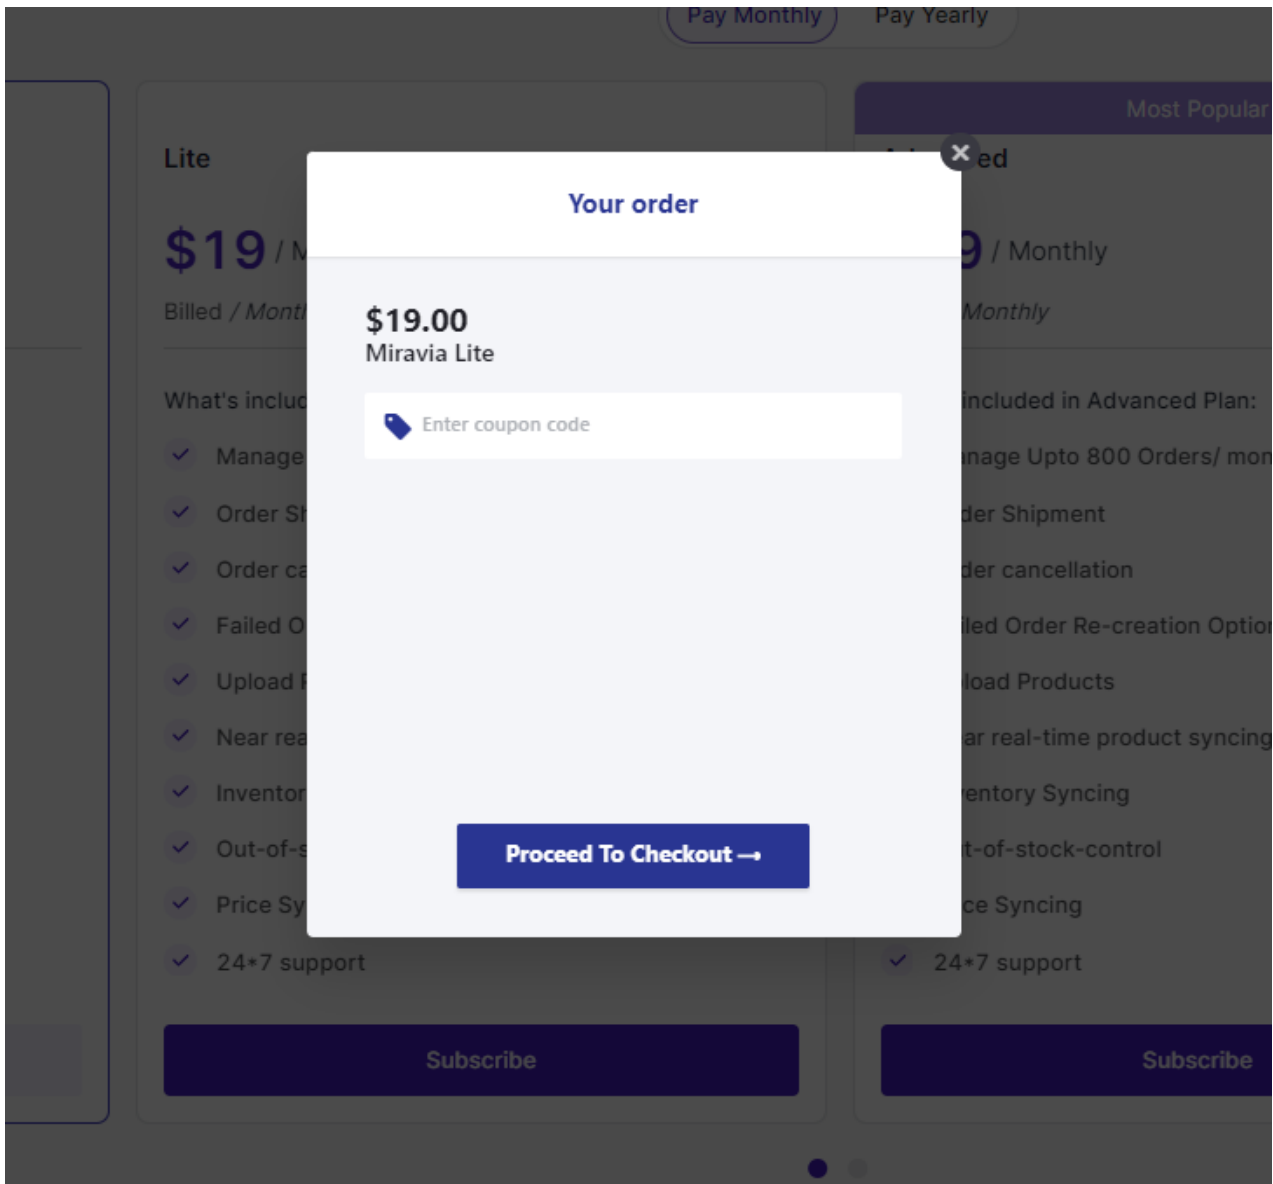 Pay Monthly
Pay Yearly
Most Popular
Lite
$19 / M
Billed / Month
What's includ
Manage
Order Sh
Order ca
Failed O
Upload
Near rea
Inventor
Out-of-s
Price Sy
24*7 support
Subscribe
Your order
$19.00
Miravia Lite
Enter coupon code
Proceed To Checkout →
ed
9 / Monthly
Monthly
included in Advanced Plan:
anage Upto 800 Orders/ mon
der Shipment
der cancellation
iled Order Re-creation Option
load Products
ar real-time product syncing
entory Syncing
t-of-stock-control
ce Syncing
24*7 support
Subscribe